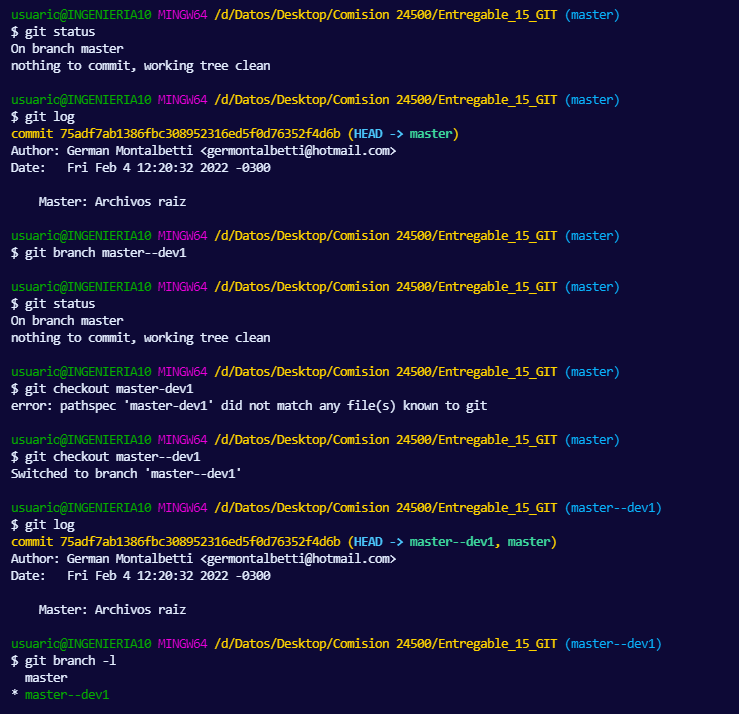 usuario@INGENIERIA10 MINGW64 /d/Datos/Desktop/Comision 24500/Entregable_15_GIT (master)
$ git status
On branch master
nothing to commit, working tree clean
usuario@INGENIERIA10 MINGW64 /d/Datos/Desktop/Comision 24500/Entregable_15_GIT (master)
$ git log
commit 75adf7ab1386fbc308952316ed5f0d76352f4d6b (HEAD -> master)
Author: German Montalbetti <germontalbetti@hotmail.com>
Date:   Fri Feb 4 12:20:32 2022 -0300
    Master: Archivos raiz
usuario@INGENIERIA10 MINGW64 /d/Datos/Desktop/Comision 24500/Entregable_15_GIT (master)
$ git branch master--dev1
usuario@INGENIERIA10 MINGW64 /d/Datos/Desktop/Comision 24500/Entregable_15_GIT (master)
$ git status
On branch master
nothing to commit, working tree clean
usuario@INGENIERIA10 MINGW64 /d/Datos/Desktop/Comision 24500/Entregable_15_GIT (master)
$ git checkout master-dev1
error: pathspec 'master-dev1' did not match any file(s) known to git
usuario@INGENIERIA10 MINGW64 /d/Datos/Desktop/Comision 24500/Entregable_15_GIT (master)
$ git checkout master--dev1
Switched to branch 'master--dev1'
usuario@INGENIERIA10 MINGW64 /d/Datos/Desktop/Comision 24500/Entregable_15_GIT (master--dev1)
$ git log
commit 75adf7ab1386fbc308952316ed5f0d76352f4d6b (HEAD -> master--dev1, master)
Author: German Montalbetti <germontalbetti@hotmail.com>
Date:   Fri Feb 4 12:20:32 2022 -0300
    Master: Archivos raiz
usuario@INGENIERIA10 MINGW64 /d/Datos/Desktop/Comision 24500/Entregable_15_GIT (master--dev1)
$ git branch -l
  master
* master--dev1